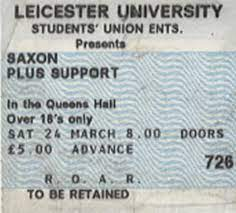 LEICESTER UNIVERSITY
STUDENTS' UNION ENTS.
Presents
SAXON
PLUS SUPPORT
In the Queens Hall
Over 18's only
SAT 24 MARCH 8.00 DOORS
£5.00 ADVANCE
726
R. O. A. R.
TO BE RETAINED